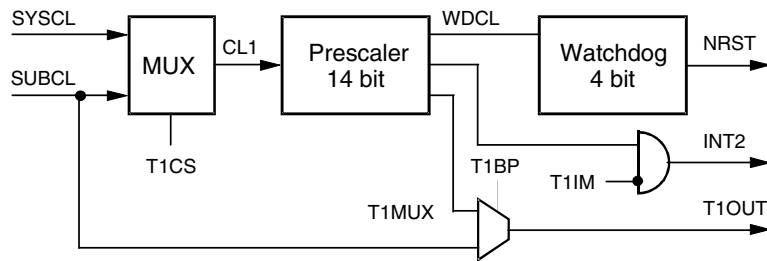 SYSCL
SUBCL
MUX
T1CS
CL1
Prescaler
14 bit
WDCL
Watchdog
4 bit
NRST
T1IM
INT2
T1BP
T1MUX
T1OUT